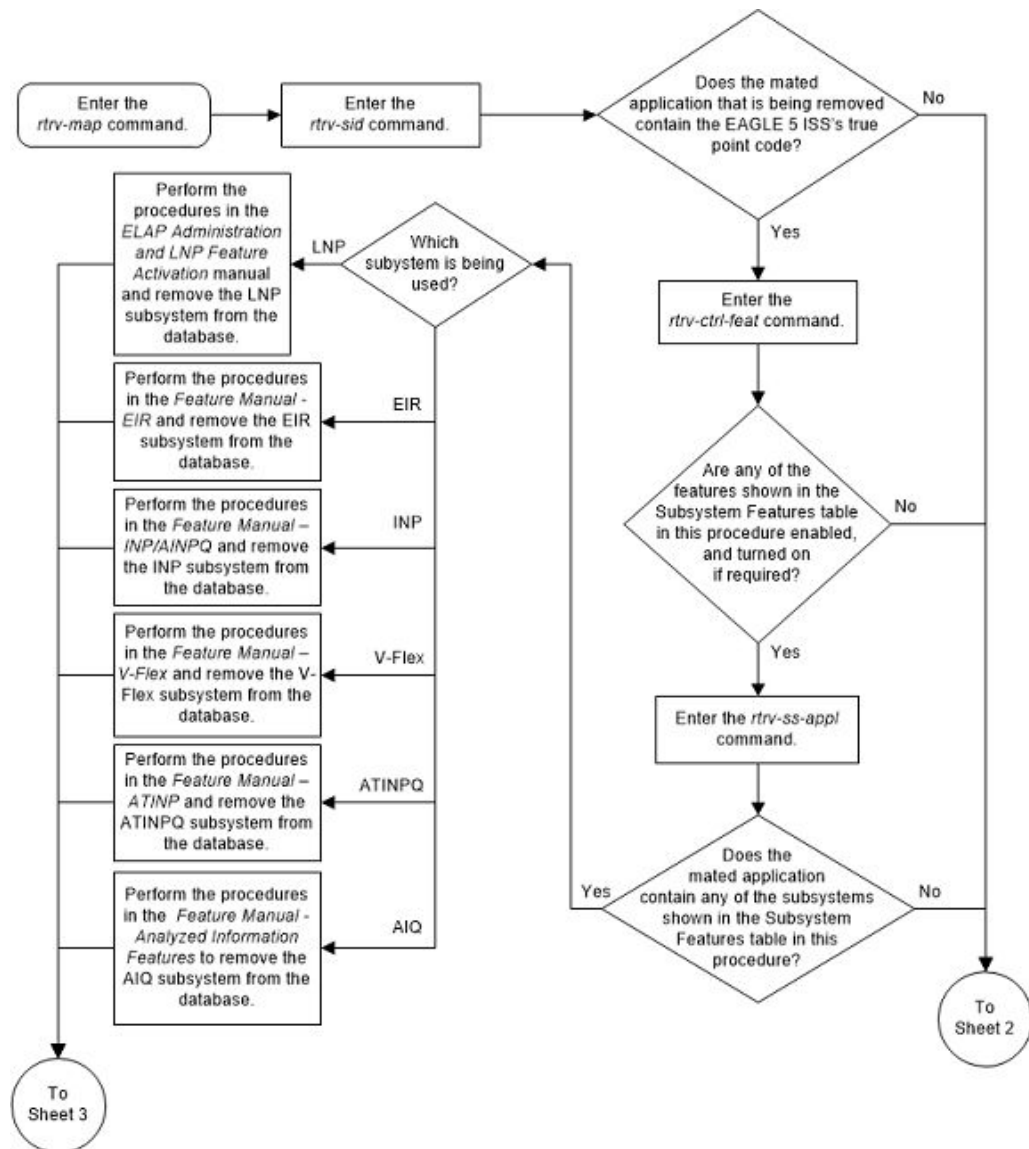 Enter the
rtrv-map command.
Enter the
rtrv-sid command.
Does the mated
application that is being removed
contain the EAGLE 5 ISS's true
point code?
No
Yes
Enter the
rtrv-ctrl-feat command.
Are any of the
features shown in the
Subsystem Features table
in this procedure enabled,
and turned on
if required?
No
Yes
Enter the rtrv-ss-appl
command.
Does the
mated application
contain any of the subsystems
shown in the Subsystem
Features table in this
procedure?
No
Yes
To
Sheet 2
Which
subystem is being
used?
LNP
Perform the
procedures in the
ELAP Administration
and LNP Feature
Activation manual
and remove the LNP
subsystem from the
database.
EIR
Perform the procedures
in the Feature Manual -
EIR and remove the EIR
subsystem from the
database.
INP
Perform the procedures
in the Feature Manual –
INP/AINPQ and remove
the INP subsystem from
the database.
V-Flex
Perform the procedures
in the Feature Manual –
V-Flex and remove the V-
Flex subsystem from the
database.
ATINPQ
Perform the procedures
in the Feature Manual –
ATINP and remove the
ATINPQ subsystem from
the database.
AIQ
Perform the procedures
in the Feature Manual -
Analyzed Information
Features to remove the
AIQ subsystem from the
database.
To
Sheet 3